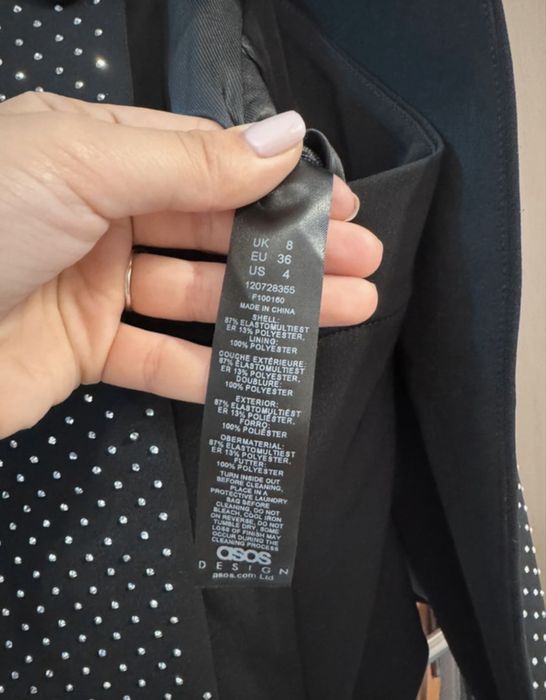 UK 8
EU 36
US 4
120728355
F100160
MADE IN CHINA
SHELL:
87% ELASTOMULTIEST
ER 13% POLYESTER,
LINING:
100% POLYESTER
COUCHE EXTÉRIEURE:
87% ELASTOMULTIEST
ER 13% POLYESTER,
DOUBLURE:
100% POLYESTER
EXTERIOR:
87% ELASTOMULTIÉST
ER 13% POLIÉSTER,
FORRO:
100% POLIÉSTER
OBERMATERIAL:
87% ELASTOMULTIEST
ER 13% POLYESTER,
FUTTER:
100% POLYESTER
TURN INSIDE OUT
BEFORE CLEANING,
PLACE IN A
PROTECTIVE LAUNDRY
BAG BEFORE
CLEANING, DO NOT
BLEACH, COOL IRON
ON REVERSE, DO NOT
TUMBLE DRY, SOME
LOSS OF FINISH MAY
OCCUR DURING THE
CLEANING PROCESS
asos
DESIGN
asos.com Ltd